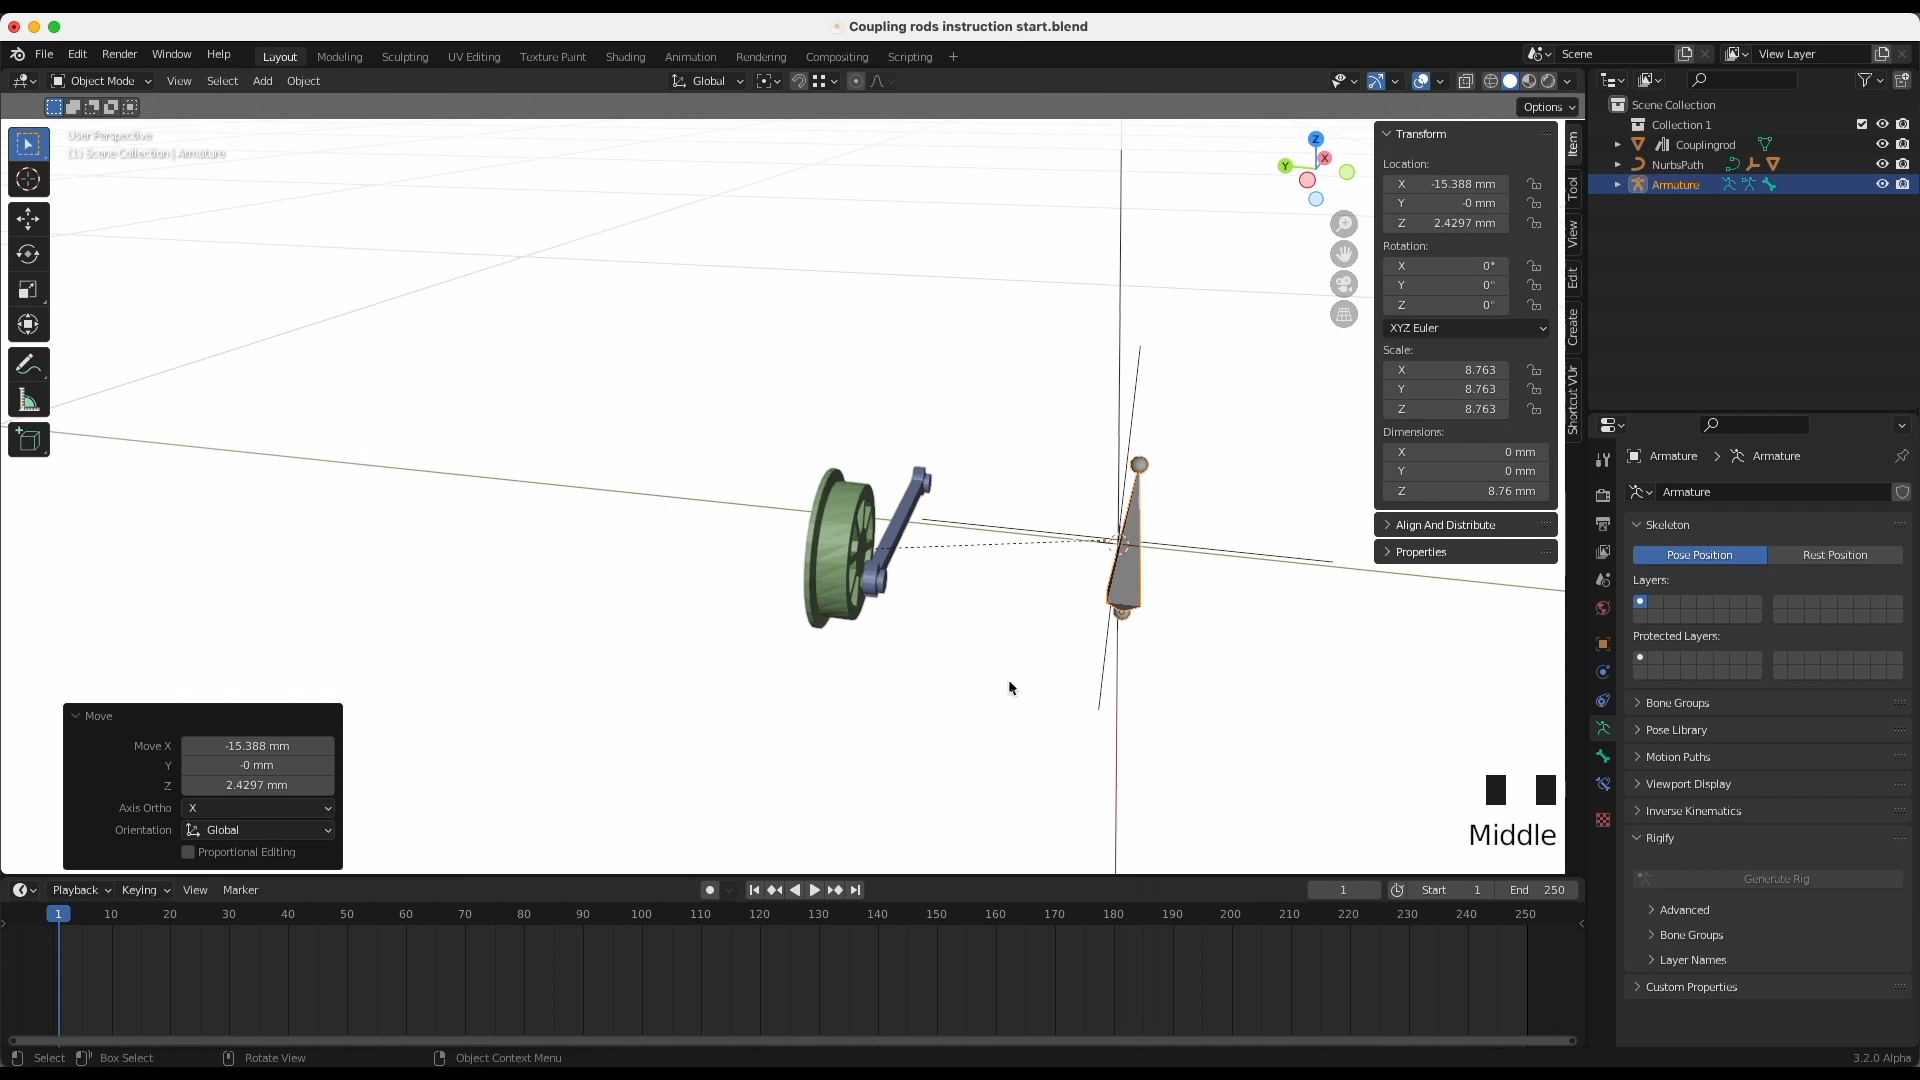 Coupling rods instruction start.blend
File Edit Render Window Help Layout Modeling Sculpting UV Editing Texture Paint Shading Animation Rendering Compositing Scripting + Scene View Layer
Object Mode View Select Add Object Global
Options
User Perspective
(1) Scene Collection | Armature
Z
X
Y
Transform
Location:
X -15.388 mm
Y -0 mm
Z 2.4297 mm
Rotation:
X 0°
Y 0°
Z 0°
XYZ Euler
Scale:
X 8.763
Y 8.763
Z 8.763
Dimensions:
X 0 mm
Y 0 mm
Z 8.76 mm
Align And Distribute
Properties
Item
Tool
View
Edit
Create
Shortcut VUr
Scene Collection
Collection 1
Couplingrod
NurbsPath
Armature
Armature > Armature
Armature
Skeleton
Pose Position Rest Position
Layers:
Protected Layers:
Bone Groups
Pose Library
Motion Paths
Viewport Display
Inverse Kinematics
Rigify
Generate Rig
Advanced
Bone Groups
Layer Names
Custom Properties
Move
Move X -15.388 mm
Y -0 mm
Z 2.4297 mm
Axis Ortho X
Orientation Global
Proportional Editing
Middle
Playback Keying View Marker 1 Start 1 End 250
1 10 20 30 40 50 60 70 80 90 100 110 120 130 140 150 160 170 180 190 200 210 220 230 240 250
Select Box Select Rotate View Object Context Menu 3.2.0 Alpha